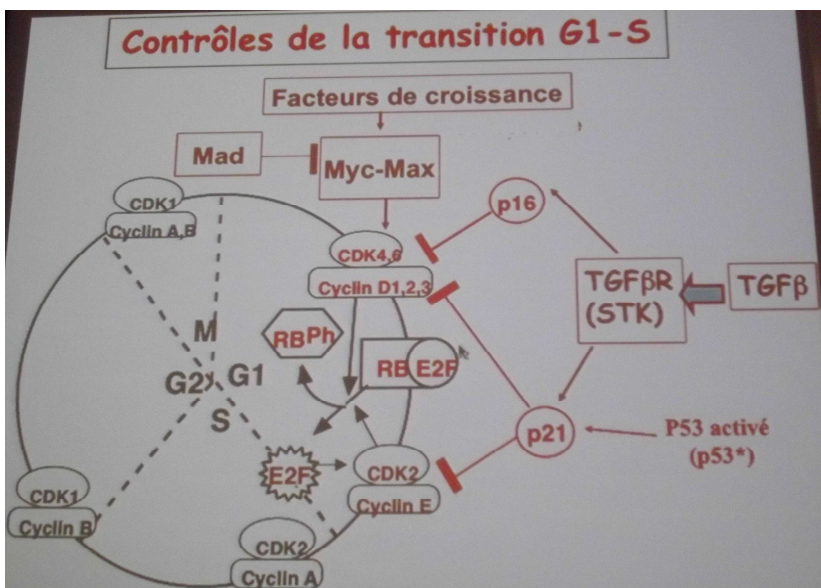 Contrôles de la transition G1-S
Facteurs de croissance
Mad
Myc-Max
CDK1
Cyclin A,B
p16
CDK4,6
Cyclin D1,2,3
TGFβR
(STK)
TGFβ
M
RBPh
RB E2F
G2
G1
S
p21
P53 activé
(p53*)
E2F
CDK2
Cyclin E
CDK1
Cyclin B
CDK2
Cyclin A